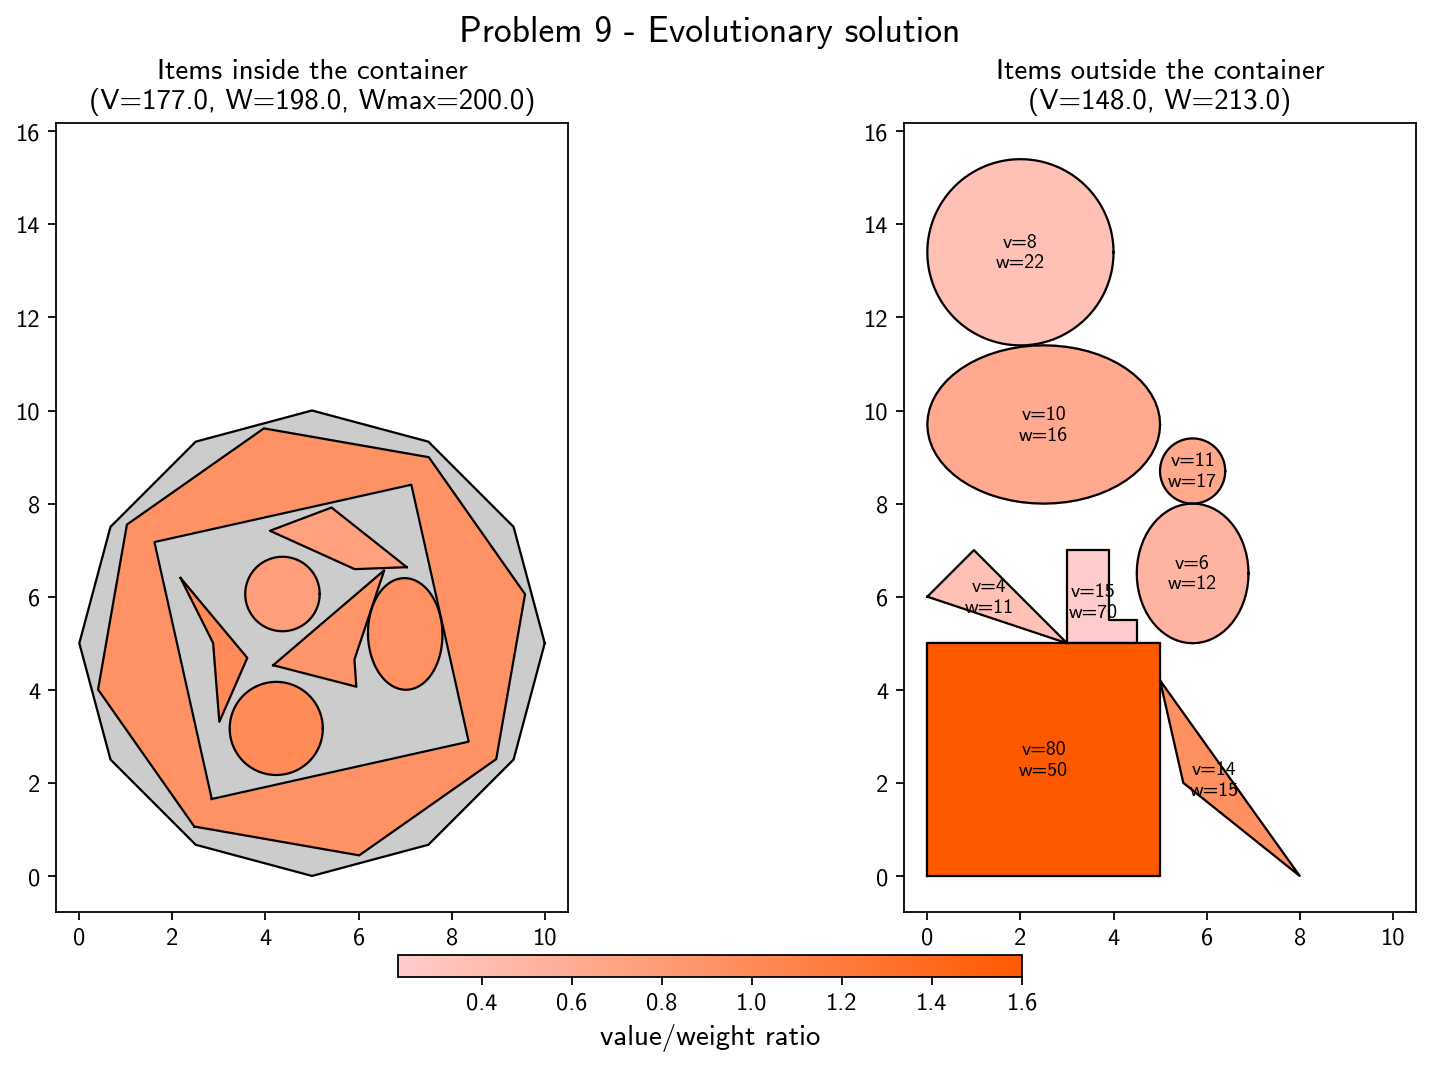 Problem 9 - Evolutionary solution
Items inside the container
(V=177.0, W=198.0, Wmax=200.0)
16
14
12
10
8
6
4
2
0
0 2 4 6 8 10
Items outside the container
(V=148.0, W=213.0)
16
14
12
10
8
6
4
2
0
v=8
w=22
v=10
w=16
v=11
w=17
v=6
w=12
v=4
w=11
v=15
w=70
v=80
w=50
v=14
w=15
0 2 4 6 8 10
0.4 0.6 0.8 1.0 1.2 1.4 1.6
value/weight ratio